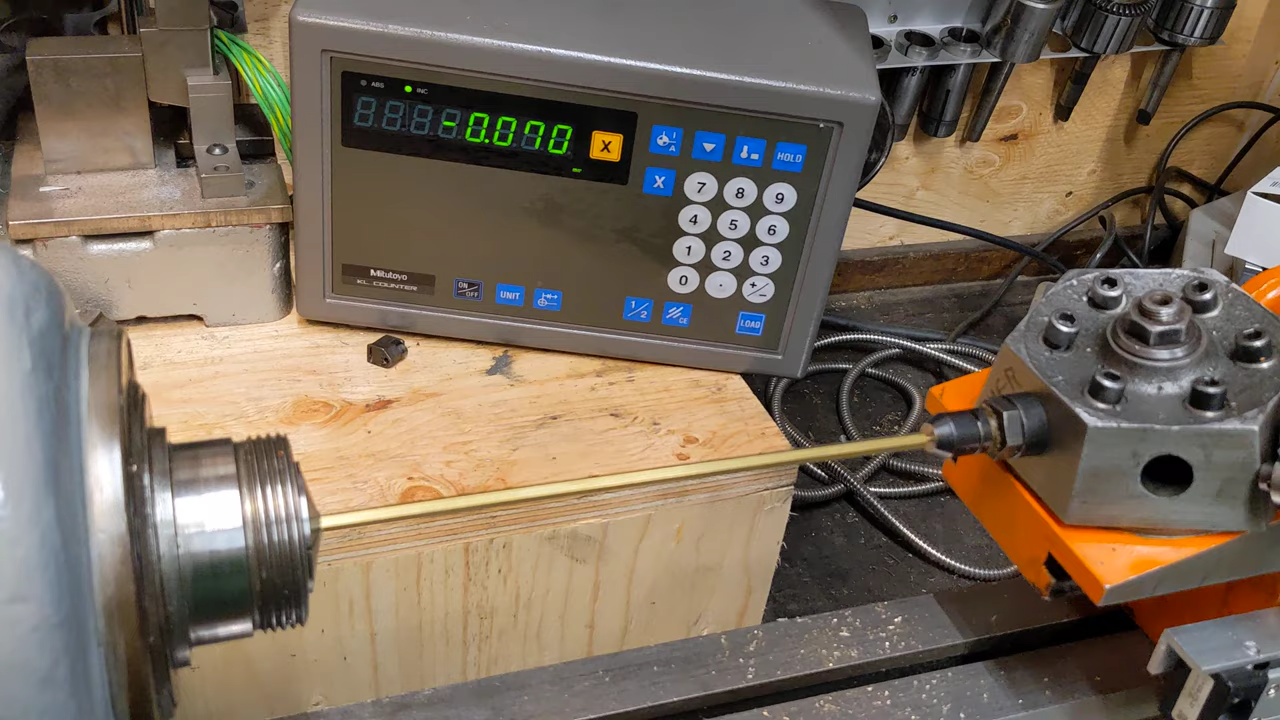 ABS INC
-0.070
X
A HOLD
X
7 8 9
4 5 6
1 2 3
0 . +/-
Mitutoyo
KL COUNTER
ON/OFF UNIT
1/2 CE LOAD